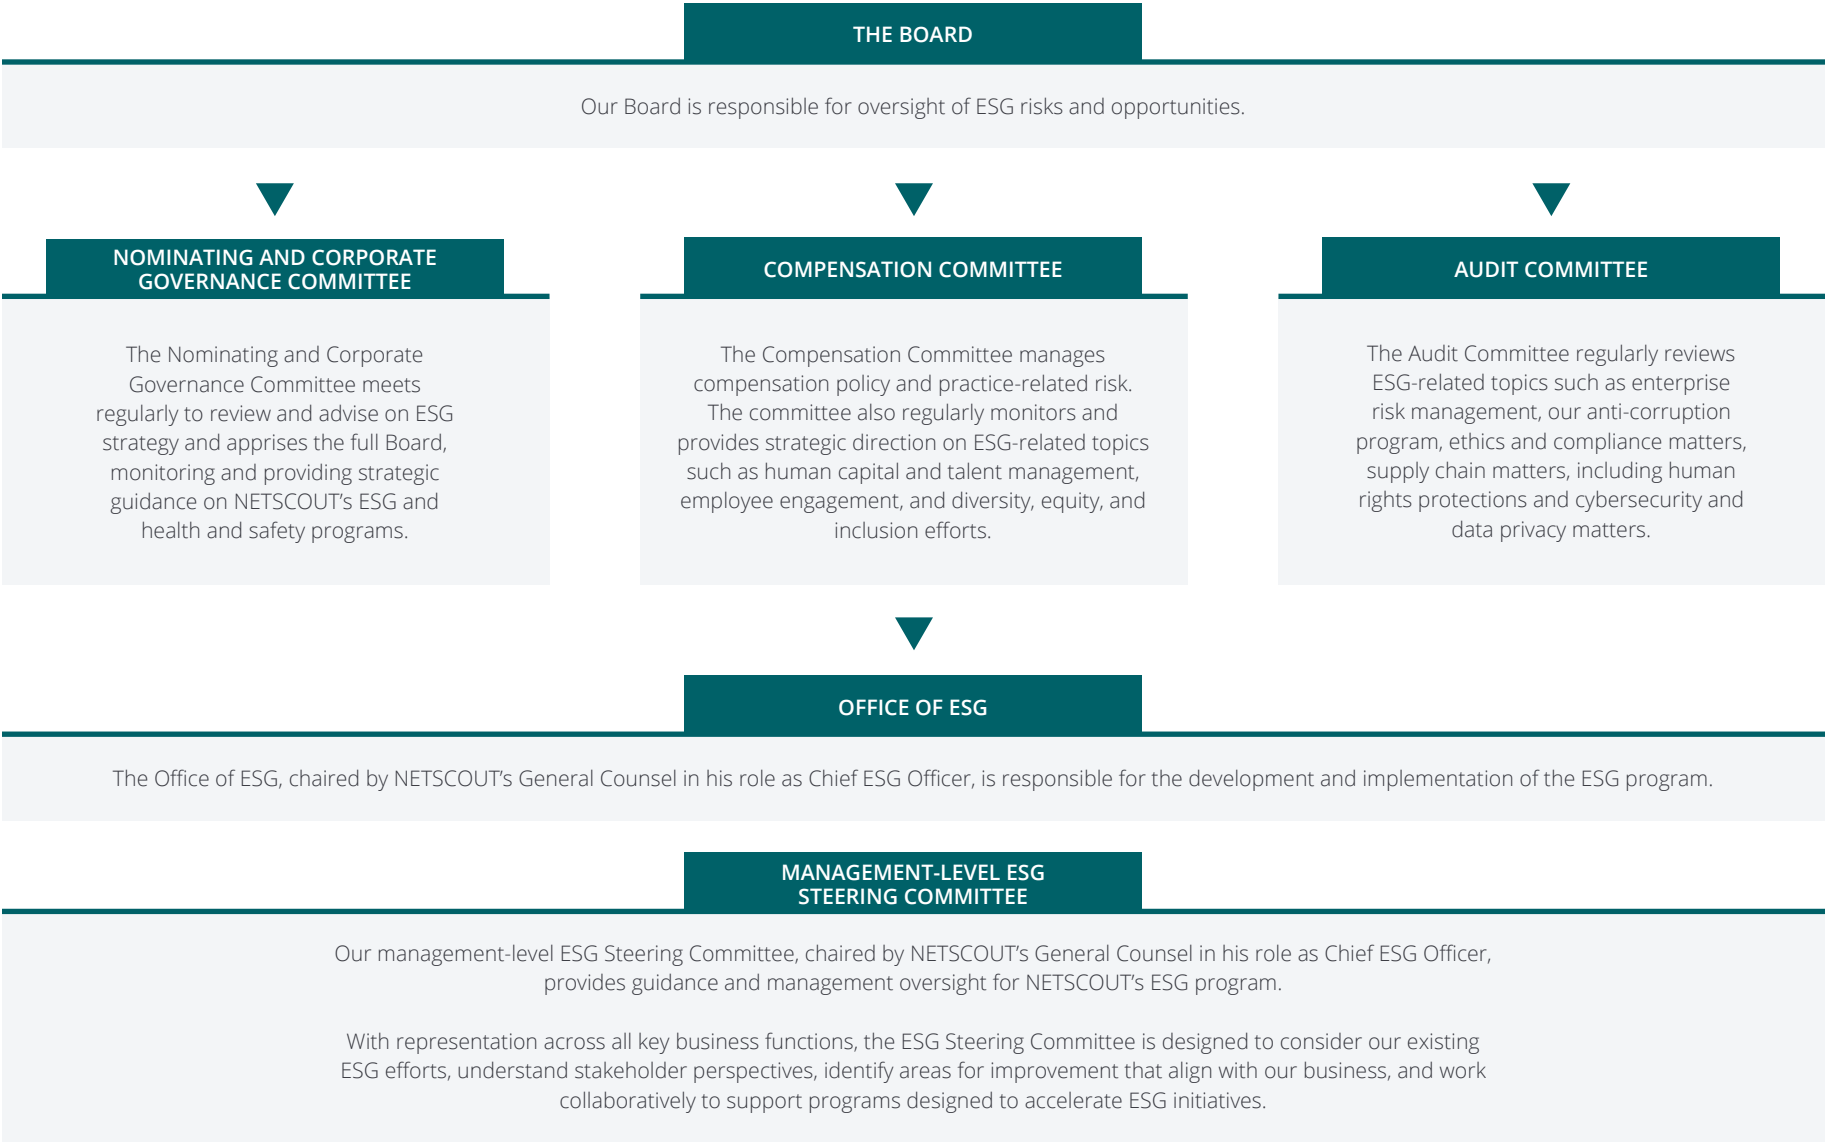 THE BOARD
Our Board is responsible for oversight of ESG risks and opportunities.
NOMINATING AND CORPORATE
GOVERNANCE COMMITTEE
The Nominating and Corporate
Governance Committee meets
regularly to review and advise on ESG
strategy and apprises the full Board,
monitoring and providing strategic
guidance on NETSCOUT’s ESG and
health and safety programs.
COMPENSATION COMMITTEE
The Compensation Committee manages
compensation policy and practice-related risk.
The committee also regularly monitors and
provides strategic direction on ESG-related topics
such as human capital and talent management,
employee engagement, and diversity, equity, and
inclusion efforts.
AUDIT COMMITTEE
The Audit Committee regularly reviews
ESG-related topics such as enterprise
risk management, our anti-corruption
program, ethics and compliance matters,
supply chain matters, including human
rights protections and cybersecurity and
data privacy matters.
OFFICE OF ESG
The Office of ESG, chaired by NETSCOUT’s General Counsel in his role as Chief ESG Officer, is responsible for the development and implementation of the ESG program.
MANAGEMENT-LEVEL ESG
STEERING COMMITTEE
Our management-level ESG Steering Committee, chaired by NETSCOUT’s General Counsel in his role as Chief ESG Officer,
provides guidance and management oversight for NETSCOUT’s ESG program.
With representation across all key business functions, the ESG Steering Committee is designed to consider our existing
ESG efforts, understand stakeholder perspectives, identify areas for improvement that align with our business, and work
collaboratively to support programs designed to accelerate ESG initiatives.